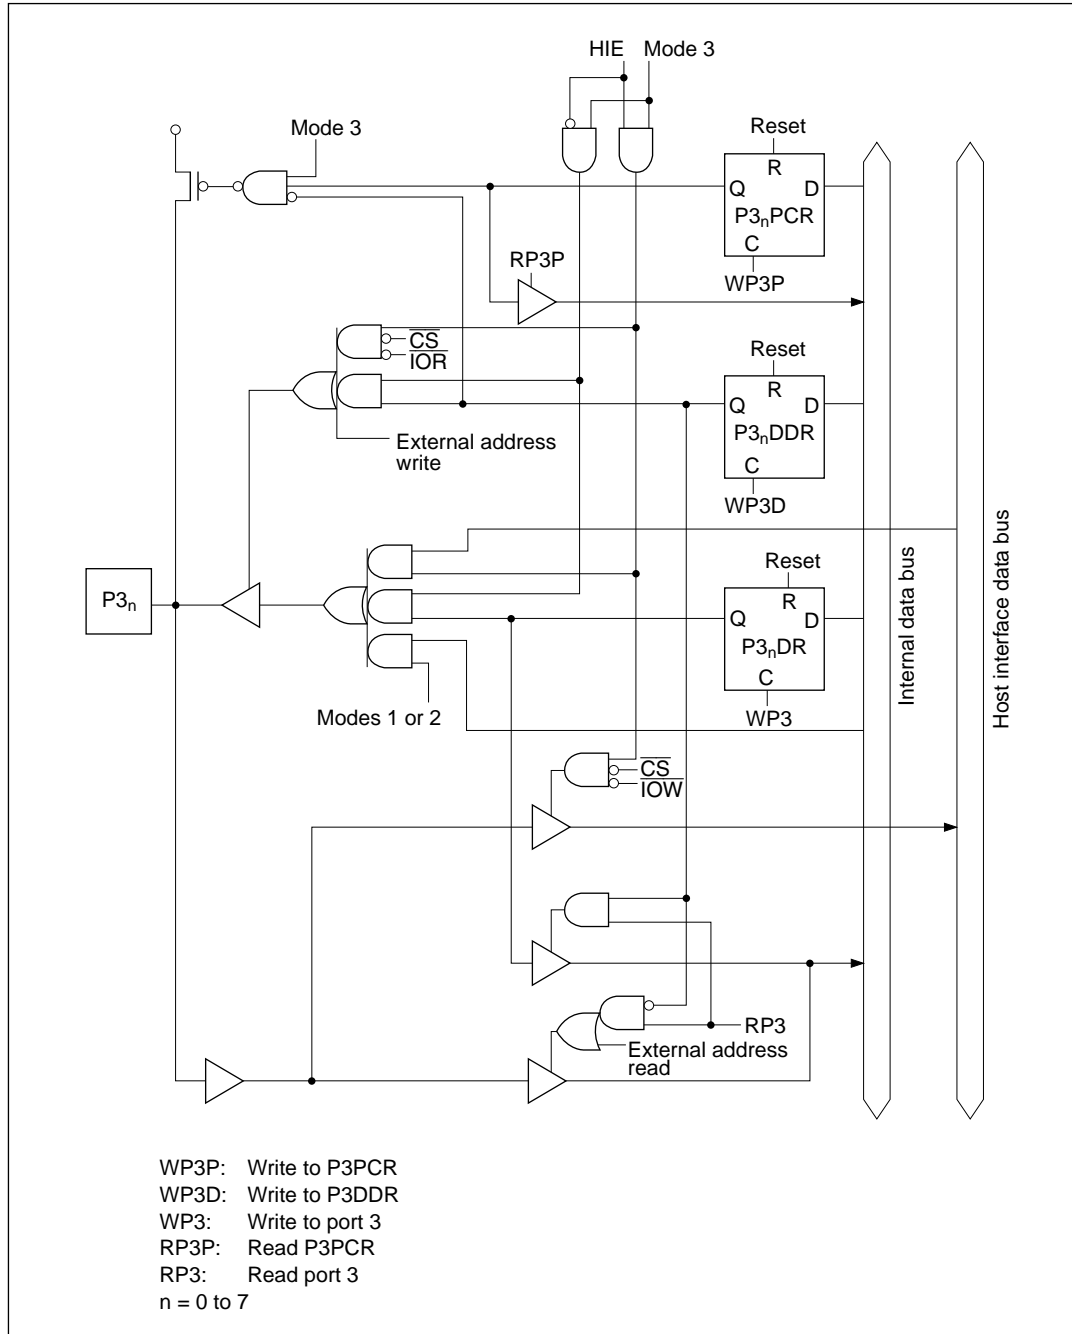 HIE Mode 3
Mode 3
Reset
R
Q D
P3nPCR
C
WP3P
RP3P
CS
IOR
Reset
R
Q D
P3nDDR
C
WP3D
External address
write
Reset
R
Q D
P3nDR
C
WP3
P3n
Modes 1 or 2
Internal data bus
Host interface data bus
CS
IOW
RP3
External address
read
WP3P: Write to P3PCR
WP3D: Write to P3DDR
WP3: Write to port 3
RP3P: Read P3PCR
RP3: Read port 3
n = 0 to 7